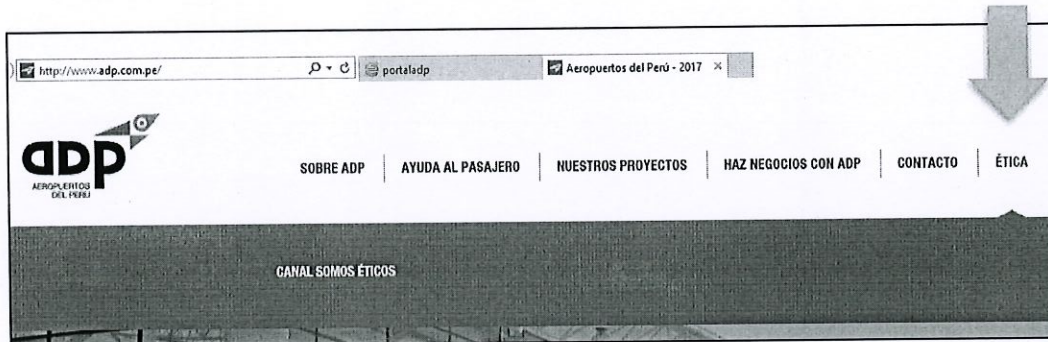 http://www.adp.com.pe/
portaladp
Aeropuertos del Perú - 2017
adp
AEROPUERTOS
DEL PERÚ
SOBRE ADP
AYUDA AL PASAJERO
NUESTROS PROYECTOS
HAZ NEGOCIOS CON ADP
CONTACTO
ÉTICA
CANAL SOMOS ÉTICOS